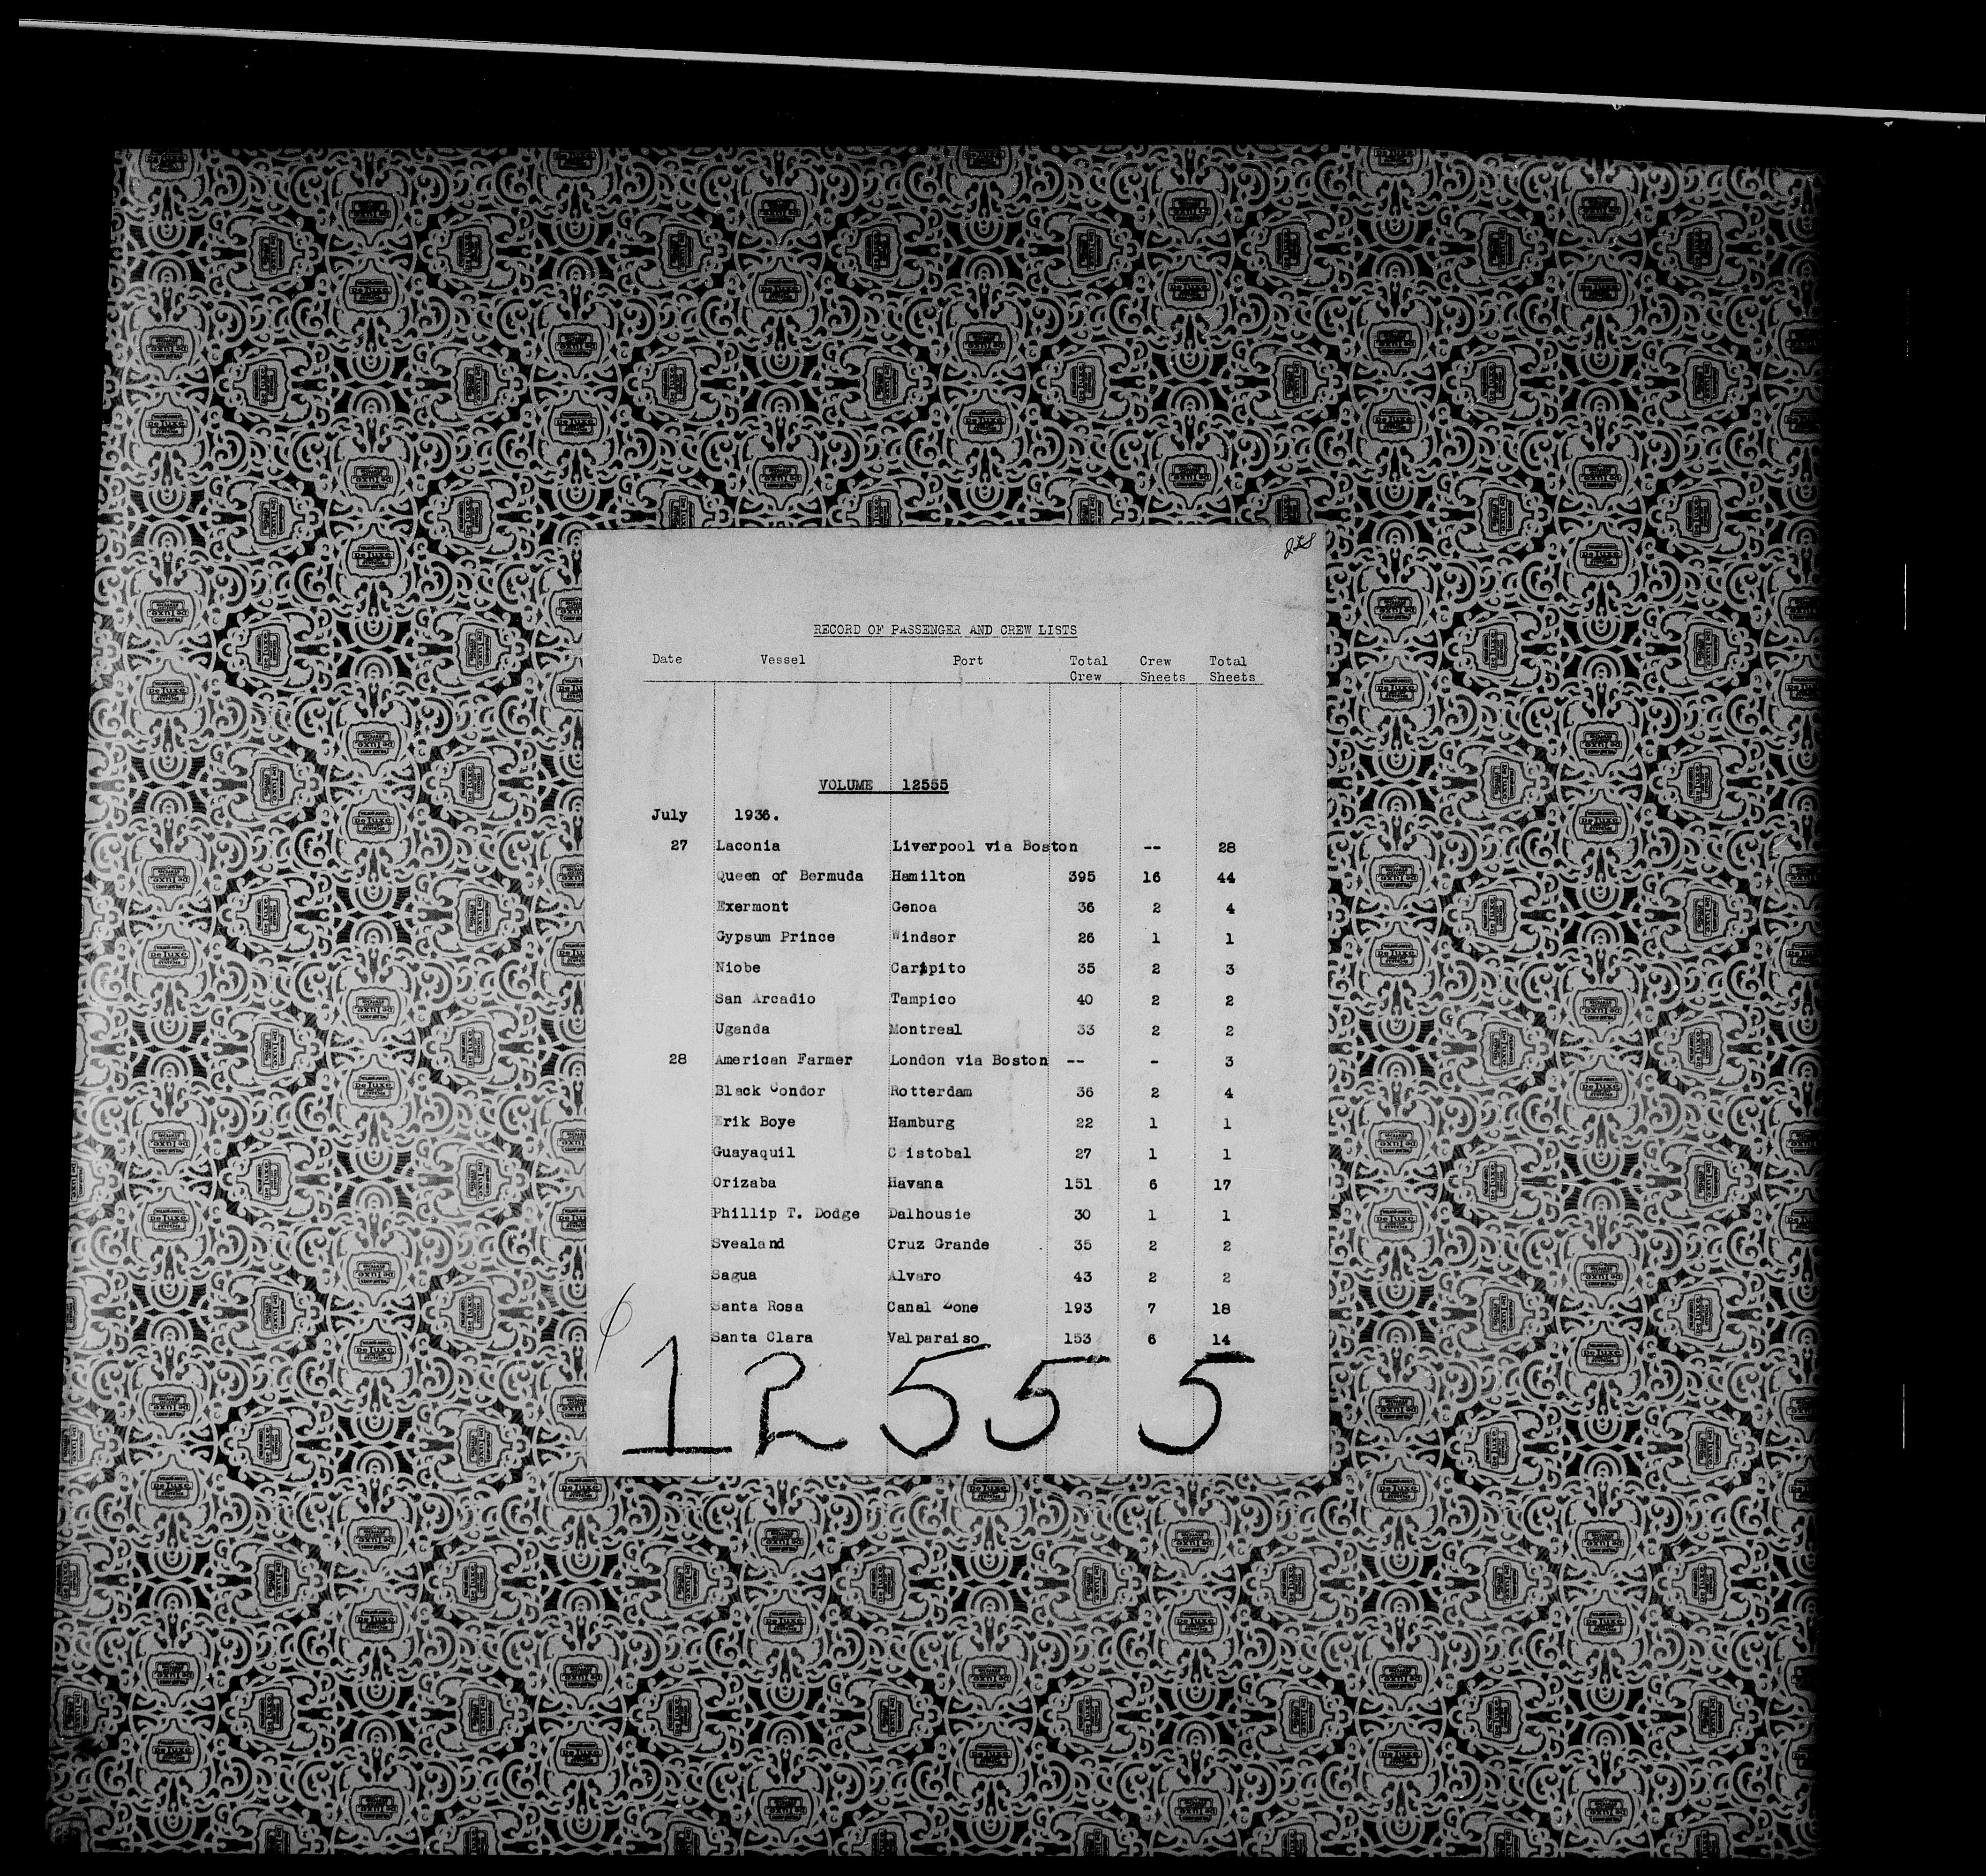 JLS
RECORD OF PASSENGER AND CREW LISTS
Date Vessel Port Total Crew Crew Sheets Total Sheets
VOLUME 12555
July 1936.
27 Laconia Liverpool via Boston -- 28
Queen of Bermuda Hamilton 395 16 44
Exermont Genoa 36 2 4
Gypsum Prince Windsor 26 1 1
Niobe Caripito 35 2 3
San Arcadio Tampico 40 2 2
Uganda Montreal 33 2 2
28 American Farmer London via Boston -- - 3
Black Condor Rotterdam 36 2 4
Erik Boye Hamburg 22 1 1
Guayaquil Cristobal 27 1 1
Orizaba Havana 151 6 17
Phillip T. Dodge Dalhousie 30 1 1
Svealand Cruz Grande 35 2 2
Sagua Alvaro 43 2 2
Santa Rosa Canal Zone 193 7 18
Santa Clara Valparaiso 153 6 14
12555
De Luxe